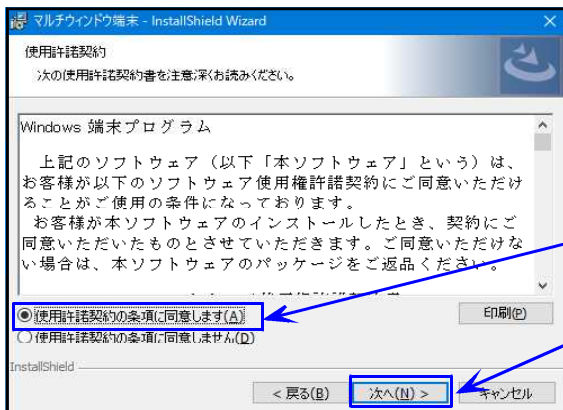 マルチウィンドウ端末 - InstallShield Wizard
使用許諾契約
次の使用許諾契約書を注意深くお読みください。
Windows 端末プログラム
上記のソフトウェア（以下「本ソフトウェア」という）は、
お客様が以下のソフトウェア使用権許諾契約にご同意いただけ
ることがご使用の条件になっております。
お客様が本ソフトウェアのインストールしたとき、契約にご
同意いただいたものとさせていただきます。ご同意いただけな
い場合は、本ソフトウェアのパッケージをご返品ください。
使用許諾契約の条項に同意します(A)
印刷(P)
使用許諾契約の条項に同意しません(D)
InstallShield
< 戻る(B)
次へ(N) >
キャンセル